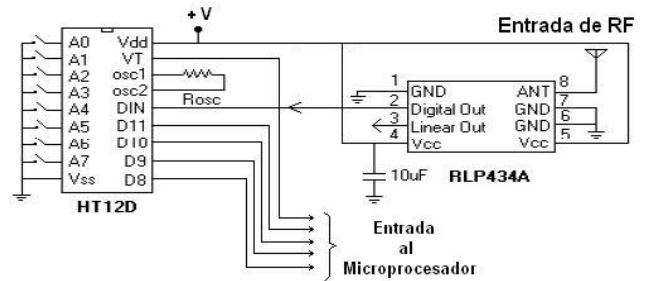 + V
Entrada de RF
A0 Vdd
A1 VT
A2 osc1
A3 osc2
Rosc
A4 DIN
A5 D11
A6 D10
A7 D9
Vss D8
HT12D
1 GND ANT 8
2 Digital Out GND 7
3 Linear Out GND 6
4 Vcc Vcc 5
10uF
RLP434A
Entrada
al
Microprocesador